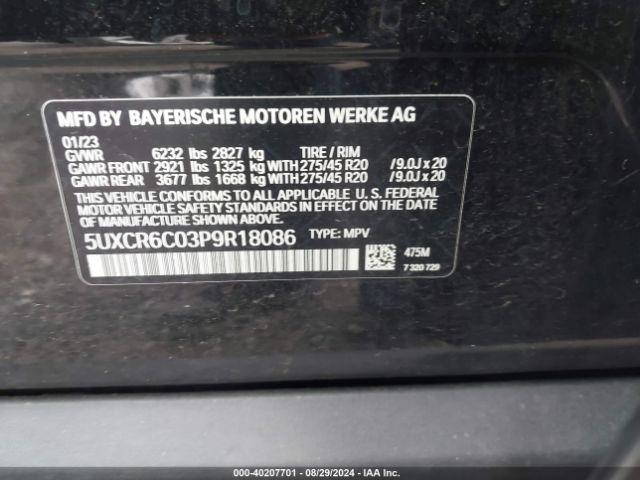 MFD BY BAYERISCHE MOTOREN WERKE AG
01/23
GVWR 6232 lbs 2827 kg TIRE / RIM
GAWR FRONT 2921 lbs 1325 kg WITH 275/45 R20 / 9.0J x 20
GAWR REAR 3677 lbs 1668 kg WITH 275/45 R20 / 9.0J x 20
THIS VEHICLE CONFORMS TO ALL APPLICABLE U. S. FEDERAL
MOTOR VEHICLE SAFETY STANDARDS IN EFFECT ON THE DATE OF
MANUFACTURE SHOWN ABOVE.
5UXCR6C03P9R18086 TYPE: MPV
475M
7 320 729
000-40207701 - 08/29/2024 - IAA Inc.